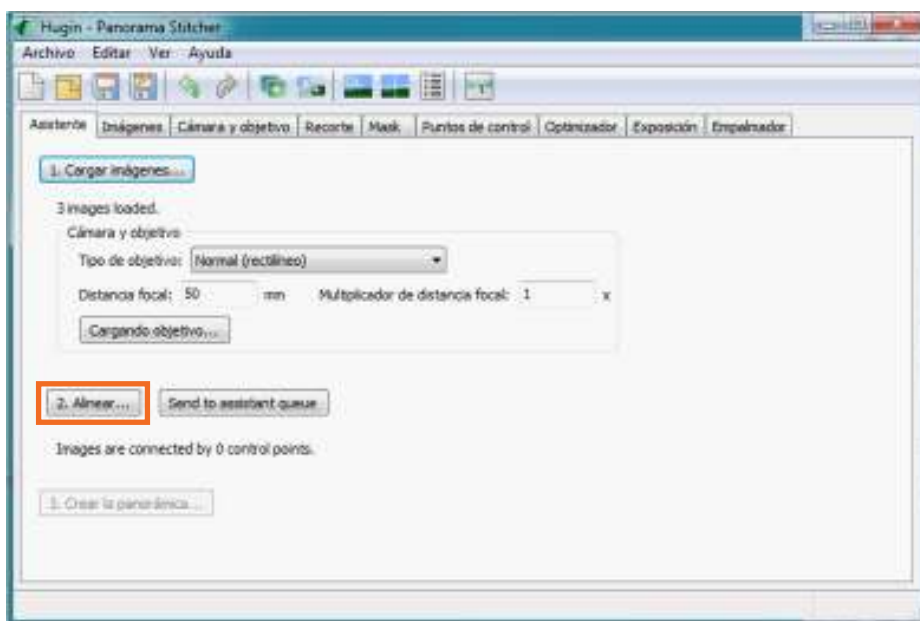 Hugin - Panorama Stitcher
Archivo Editar Ver Ayuda
Asistente Imágenes Cámara y objetivo Recorte Mask Puntos de control Optimizador Exposición Empalmador
1. Cargar imágenes...
3 images loaded.
Cámara y objetivo
Tipo de objetivo: Normal (rectilíneo)
Distancia focal: 50 mm Multiplicador de distancia focal: 1 x
Cargando objetivo...
2. Alinear... Send to assistant queue
Images are connected by 0 control points.
3. Crear la panorámica...